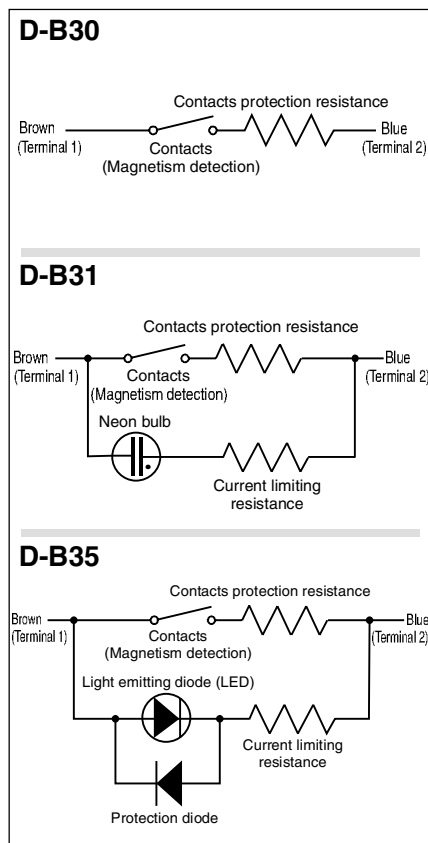 D-B30
Contacts protection resistance
Brown
(Terminal 1)
Blue
(Terminal 2)
Contacts
(Magnetism detection)
D-B31
Contacts protection resistance
Brown
(Terminal 1)
Blue
(Terminal 2)
Contacts
(Magnetism detection)
Neon bulb
Current limiting
resistance
D-B35
Contacts protection resistance
Brown
(Terminal 1)
Blue
(Terminal 2)
Contacts
(Magnetism detection)
Light emitting diode (LED)
Current limiting
resistance
Protection diode